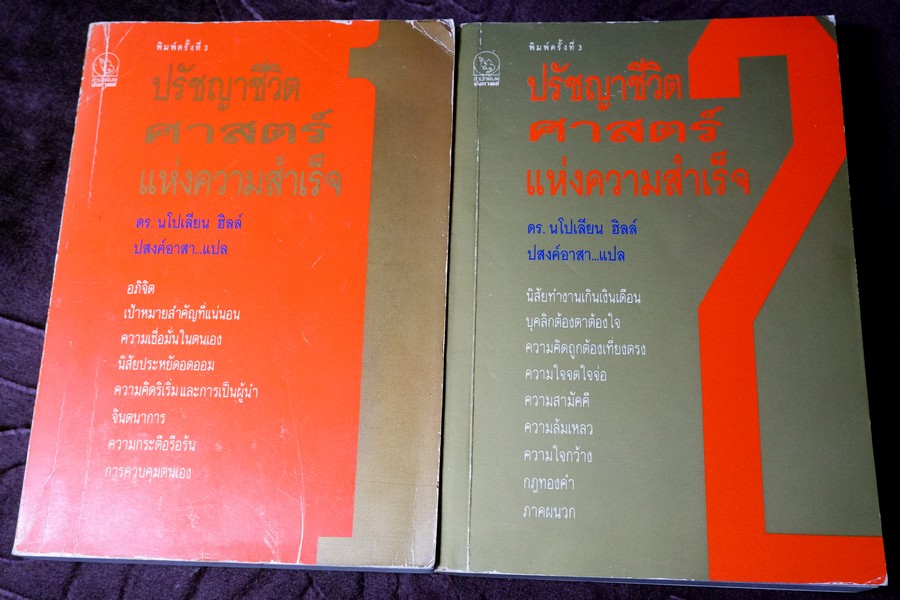 พิมพ์ครั้งที่ 3
ปรัชญาชีวิต
ศาสตร์
แห่งความสำเร็จ
ดร. นโปเลียน ฮิลล์
ปสงค์อาสา...แปล
อภิจิต
เป้าหมายสำคัญที่แน่นอน
ความเชื่อมั่นในตนเอง
นิสัยประหยัดอดออม
ความคิดริเริ่มและการเป็นผู้นำ
จินตนาการ
ความกระตือรือร้น
การควบคุมตนเอง
1
พิมพ์ครั้งที่ 3
ปรัชญาชีวิต
ศาสตร์
แห่งความสำเร็จ
ดร. นโปเลียน ฮิลล์
ปสงค์อาสา...แปล
นิสัยทำงานเกินเงินเดือน
บุคลิกต้องตาต้องใจ
ความคิดถูกต้องเที่ยงตรง
ความใจจดใจจ่อ
ความสามัคคี
ความล้มเหลว
ความใจกว้าง
กฎทองคำ
ภาคผนวก
2